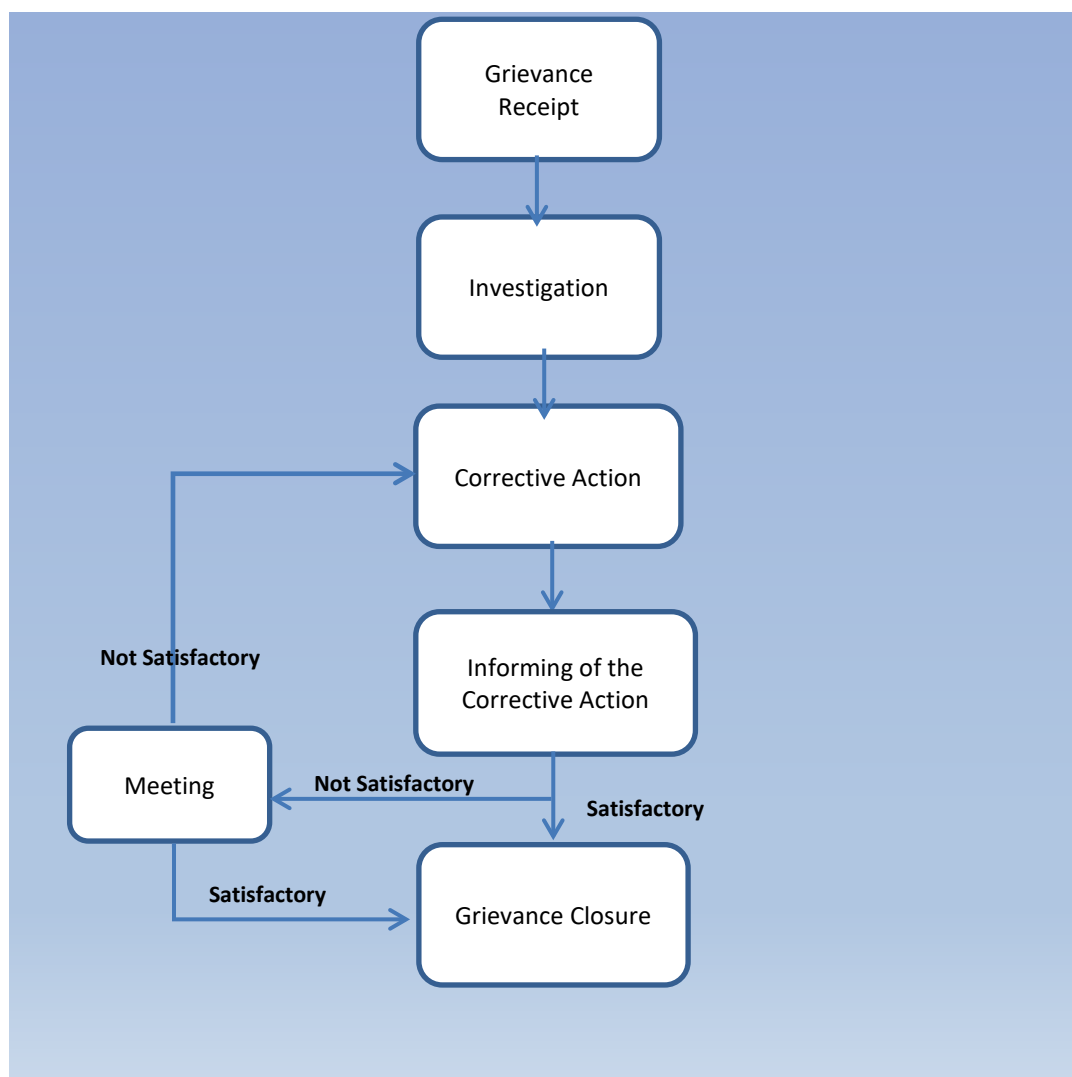 Grievance
Receipt
Investigation
Corrective Action
Not Satisfactory
Informing of the
Corrective Action
Meeting
Not Satisfactory
Satisfactory
Satisfactory
Grievance Closure